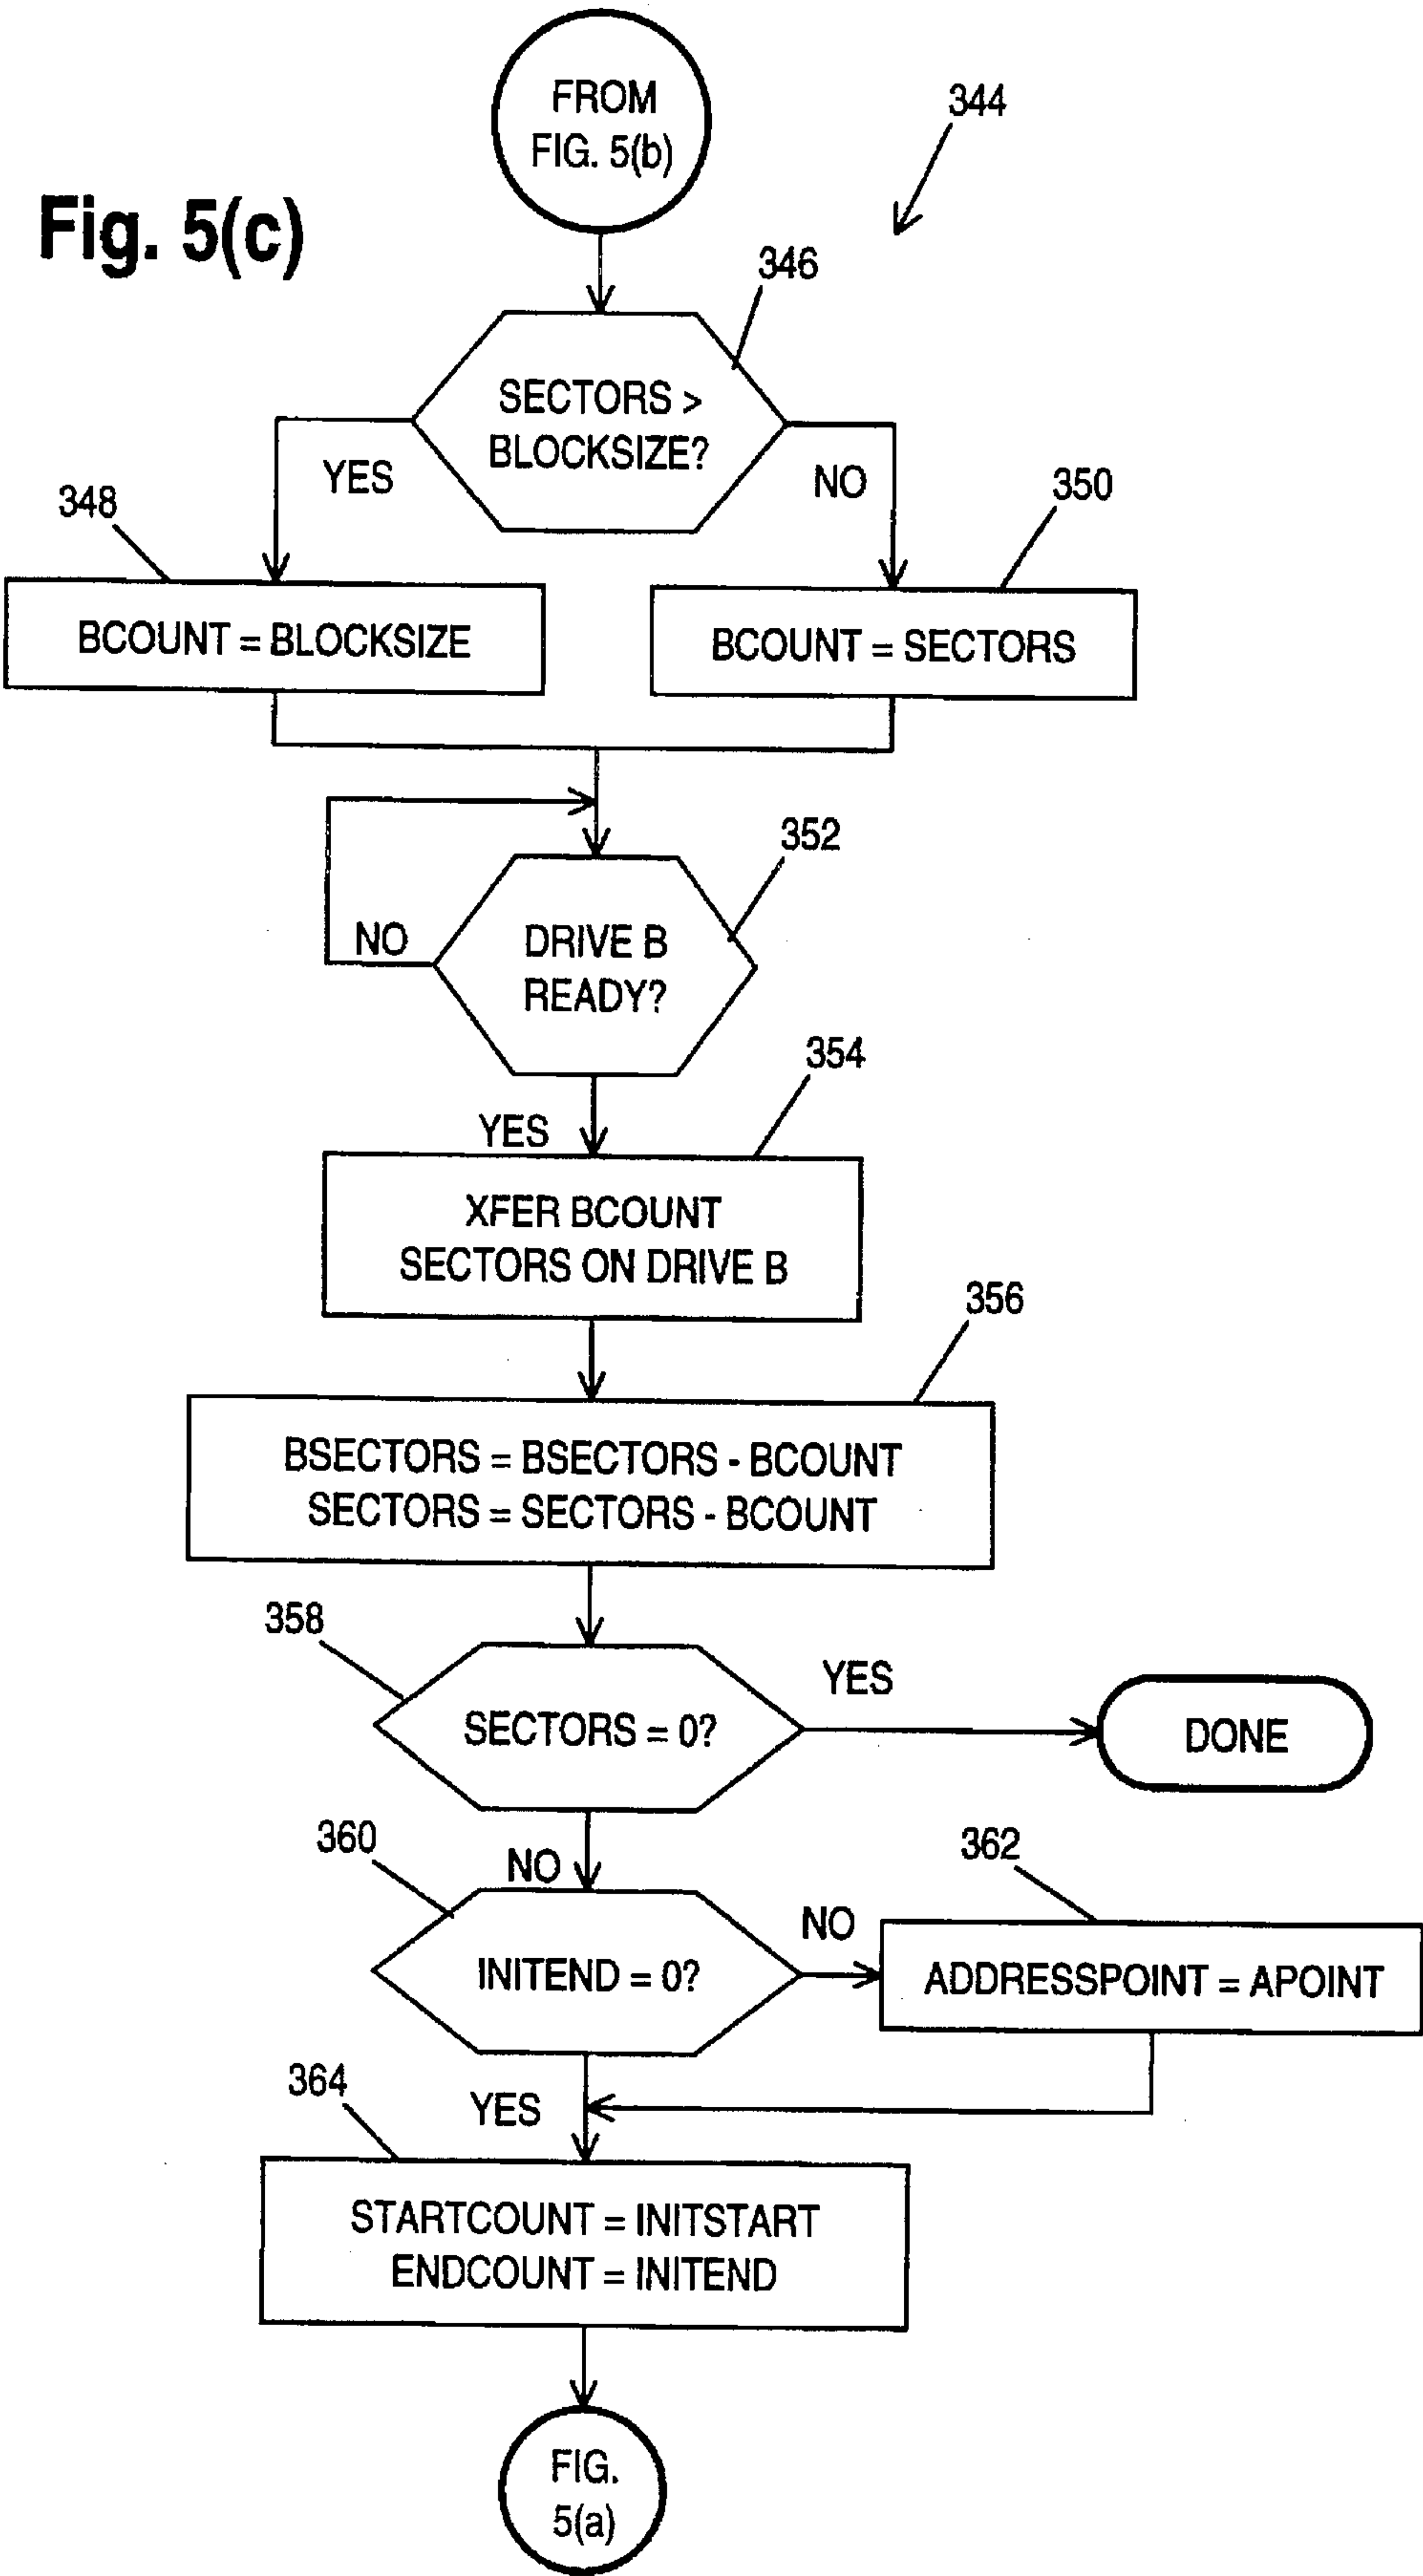 FROM
FIG. 5(b)
344
Fig. 5(c)
346
SECTORS >
BLOCKSIZE?
YES
NO
348
350
BCOUNT = BLOCKSIZE
BCOUNT = SECTORS
352
NO
DRIVE B
READY?
354
YES
XFER BCOUNT
SECTORS ON DRIVE B
356
BSECTORS = BSECTORS - BCOUNT
SECTORS = SECTORS - BCOUNT
358
YES
SECTORS = 0?
DONE
360
NO
362
NO
INITEND = 0?
ADDRESSPOINT = APOINT
364
YES
STARTCOUNT = INITSTART
ENDCOUNT = INITEND
FIG.
5(a)